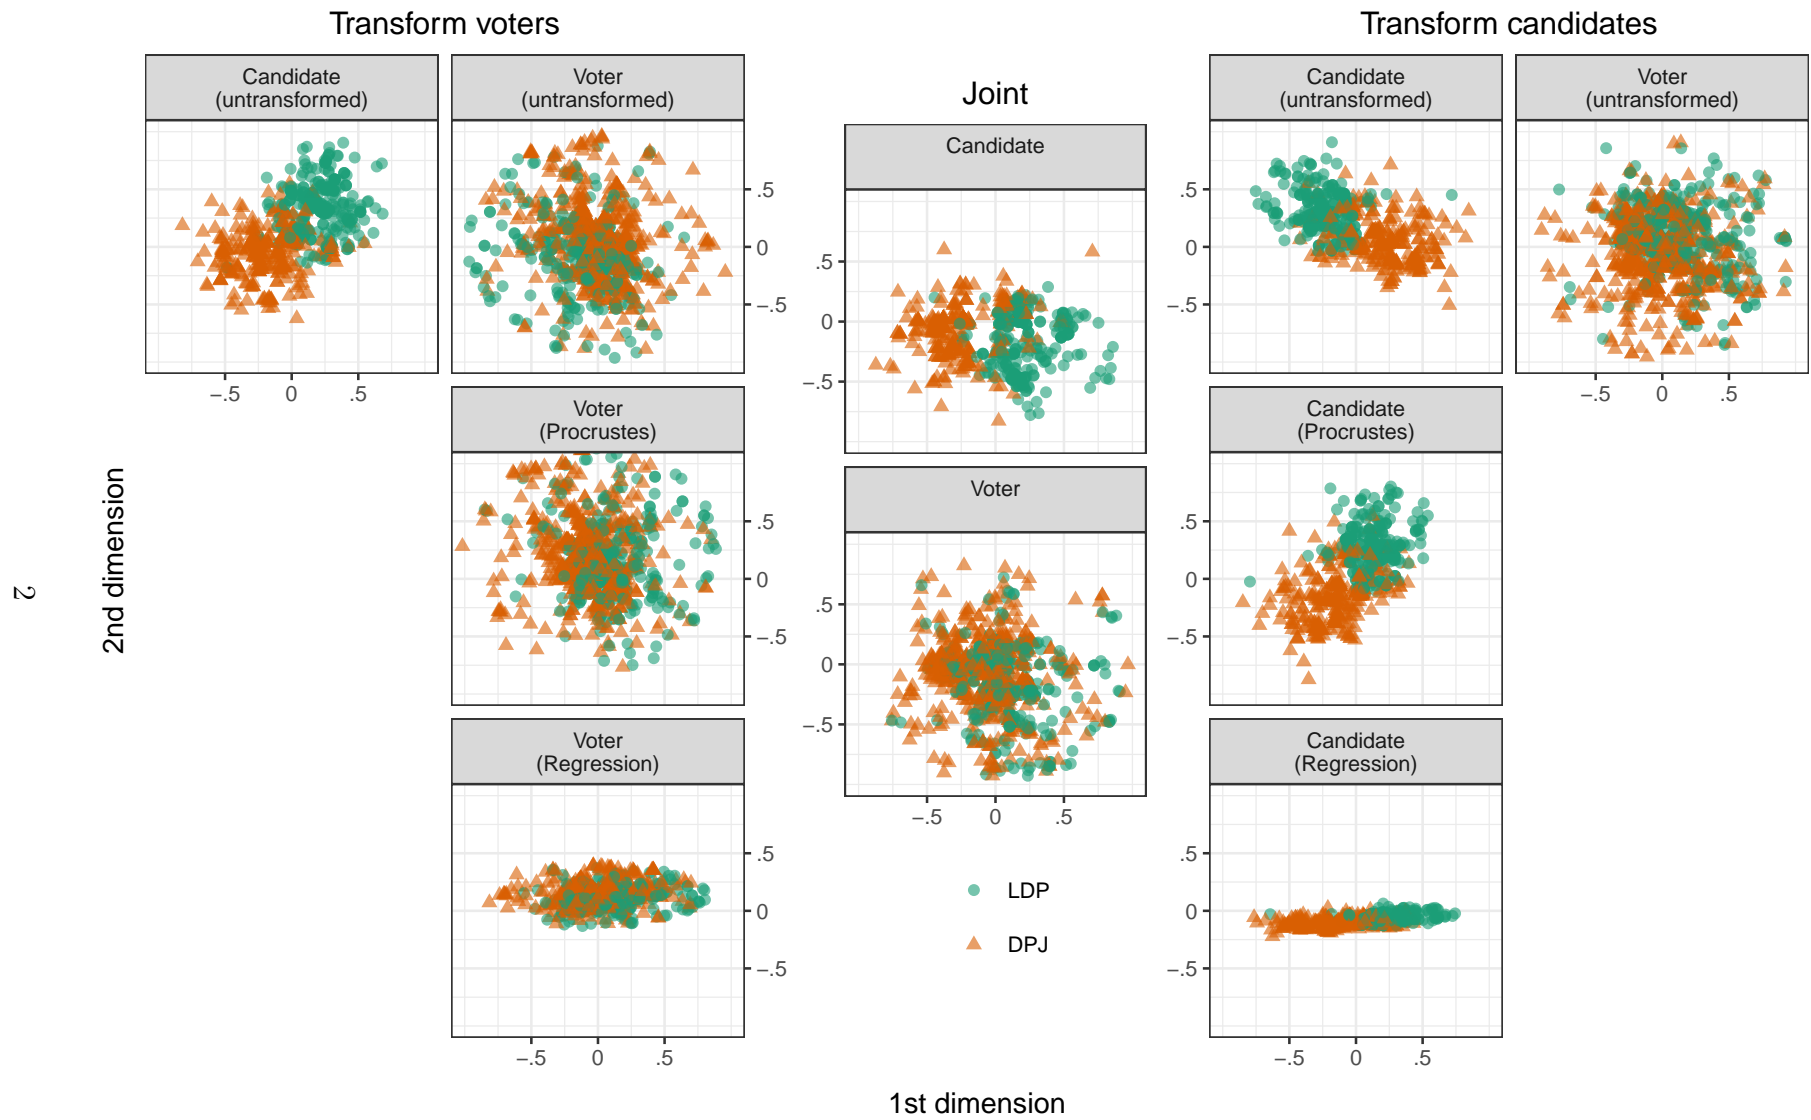 Transform voters
Transform candidates
Candidate
(untransformed)
Voter
(untransformed)
Joint
Candidate
(untransformed)
Voter
(untransformed)
Candidate
.5
0
−.5
.5
0
−.5
.5
0
−.5
−.5 0 .5
−.5 0 .5
Voter
(Procrustes)
Candidate
(Procrustes)
Voter
2nd dimension
2
.5
0
−.5
.5
0
−.5
.5
0
−.5
Voter
(Regression)
Candidate
(Regression)
−.5 0 .5
.5
0
−.5
.5
0
−.5
LDP
DPJ
−.5 0 .5
−.5 0 .5
1st dimension